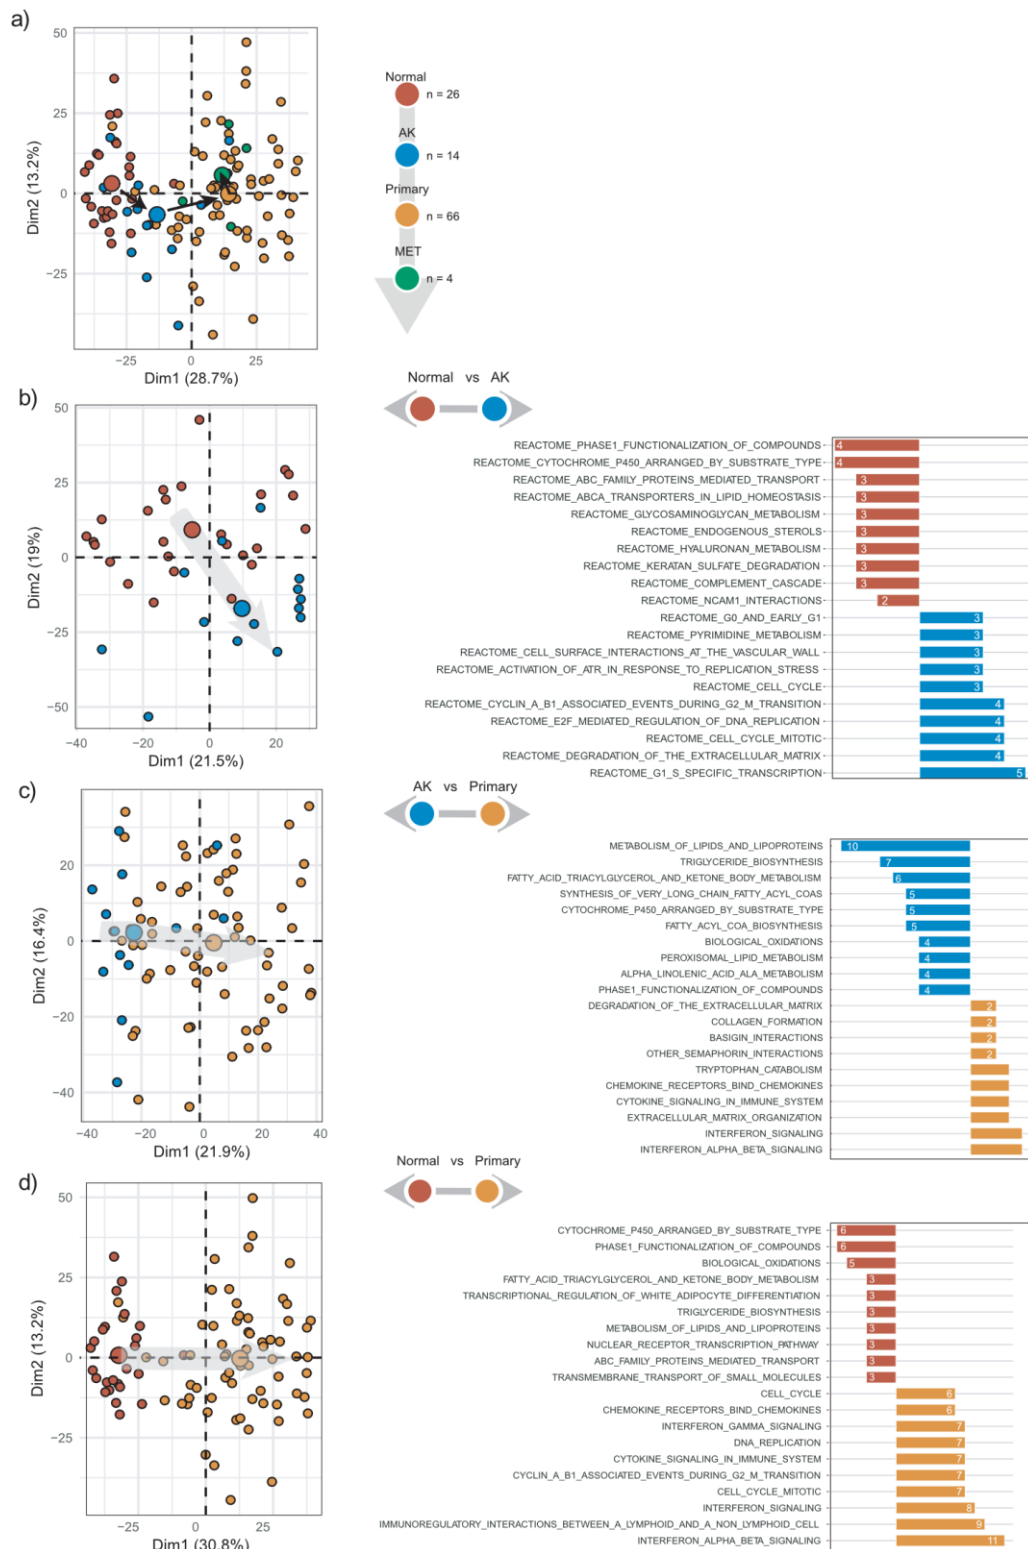 a)
50
25
0
−25
Dim2 (13.2%)
−25
0
25
Dim1 (28.7%)
Normal
n = 26
AK
n = 14
Primary
n = 66
MET
n = 4
b)
50
25
0
−25
−50
Dim2 (19%)
−40
−20
0
20
Dim1 (21.5%)
Normal vs AK
REACTOME_PHASE1_FUNCTIONALIZATION_OF_COMPOUNDS 4
REACTOME_CYTOCHROME_P450_ARRANGED_BY_SUBSTRATE_TYPE 4
REACTOME_ABC_FAMILY_PROTEINS_MEDIATED_TRANSPORT 3
REACTOME_ABCA_TRANSPORTERS_IN_LIPID_HOMEOSTASIS 3
REACTOME_GLYCOSAMINOGLYCAN_METABOLISM 3
REACTOME_ENDOGENOUS_STEROLS 3
REACTOME_HYALURONAN_METABOLISM 3
REACTOME_KERATAN_SULFATE_DEGRADATION 3
REACTOME_COMPLEMENT_CASCADE 3
REACTOME_NCAM1_INTERACTIONS 2
REACTOME_G0_AND_EARLY_G1 3
REACTOME_PYRIMIDINE_METABOLISM 3
REACTOME_CELL_SURFACE_INTERACTIONS_AT_THE_VASCULAR_WALL 3
REACTOME_ACTIVATION_OF_ATR_IN_RESPONSE_TO_REPLICATION_STRESS 3
REACTOME_CELL_CYCLE 3
REACTOME_CYCLIN_A_B1_ASSOCIATED_EVENTS_DURING_G2_M_TRANSITION 4
REACTOME_E2F_MEDIATED_REGULATION_OF_DNA_REPLICATION 4
REACTOME_CELL_CYCLE_MITOTIC 4
REACTOME_DEGRADATION_OF_THE_EXTRACELLULAR_MATRIX 4
REACTOME_G1_S_SPECIFIC_TRANSCRIPTION 5
c)
20
0
−20
−40
Dim2 (16.4%)
−40
−20
0
20
40
Dim1 (21.9%)
AK vs Primary
METABOLISM_OF_LIPIDS_AND_LIPOPROTEINS 10
TRIGLYCERIDE_BIOSYNTHESIS 7
FATTY_ACID_TRIACYLGLYCEROL_AND_KETONE_BODY_METABOLISM 6
SYNTHESIS_OF_VERY_LONG_CHAIN_FATTY_ACYL_COAS 5
CYTOCHROME_P450_ARRANGED_BY_SUBSTRATE_TYPE 5
FATTY_ACYL_COA_BIOSYNTHESIS 5
BIOLOGICAL_OXIDATIONS 4
PEROXISOMAL_LIPID_METABOLISM 4
ALPHA_LINOLENIC_ACID_ALA_METABOLISM 4
PHASE1_FUNCTIONALIZATION_OF_COMPOUNDS 4
DEGRADATION_OF_THE_EXTRACELLULAR_MATRIX 2
COLLAGEN_FORMATION 2
BASIGIN_INTERACTIONS 2
OTHER_SEMAPHORIN_INTERACTIONS 2
TRYPTOPHAN_CATABOLISM
CHEMOKINE_RECEPTORS_BIND_CHEMOKINES
CYTOKINE_SIGNALING_IN_IMMUNE_SYSTEM
EXTRACELLULAR_MATRIX_ORGANIZATION
INTERFERON_SIGNALING
INTERFERON_ALPHA_BETA_SIGNALING
d)
50
25
0
−25
Dim2 (13.2%)
−25
0
25
Dim1 (30.8%)
Normal vs Primary
CYTOCHROME_P450_ARRANGED_BY_SUBSTRATE_TYPE 6
PHASE1_FUNCTIONALIZATION_OF_COMPOUNDS 6
BIOLOGICAL_OXIDATIONS 5
FATTY_ACID_TRIACYLGLYCEROL_AND_KETONE_BODY_METABOLISM 3
TRANSCRIPTIONAL_REGULATION_OF_WHITE_ADIPOCYTE_DIFFERENTIATION 3
TRIGLYCERIDE_BIOSYNTHESIS 3
METABOLISM_OF_LIPIDS_AND_LIPOPROTEINS 3
NUCLEAR_RECEPTOR_TRANSCRIPTION_PATHWAY 3
ABC_FAMILY_PROTEINS_MEDIATED_TRANSPORT 3
TRANSMEMBRANE_TRANSPORT_OF_SMALL_MOLECULES 3
CELL_CYCLE 6
CHEMOKINE_RECEPTORS_BIND_CHEMOKINES 6
INTERFERON_GAMMA_SIGNALING 7
DNA_REPLICATION 7
CYTOKINE_SIGNALING_IN_IMMUNE_SYSTEM 7
CYCLIN_A_B1_ASSOCIATED_EVENTS_DURING_G2_M_TRANSITION 7
CELL_CYCLE_MITOTIC 7
INTERFERON_SIGNALING 8
IMMUNOREGULATORY_INTERACTIONS_BETWEEN_A_LYMPHOID_AND_A_NON_LYMPHOID_CELL 9
INTERFERON_ALPHA_BETA_SIGNALING 11